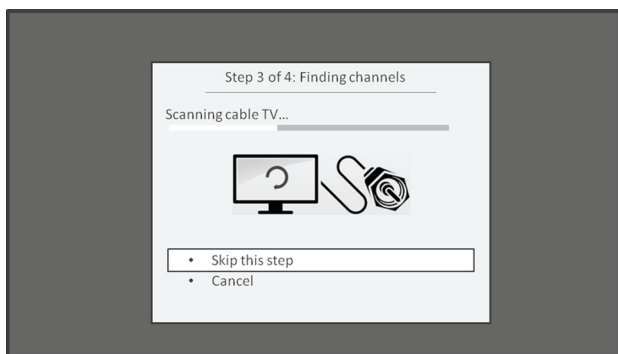 Step 3 of 4: Finding channels
Scanning cable TV...
• Skip this step
• Cancel